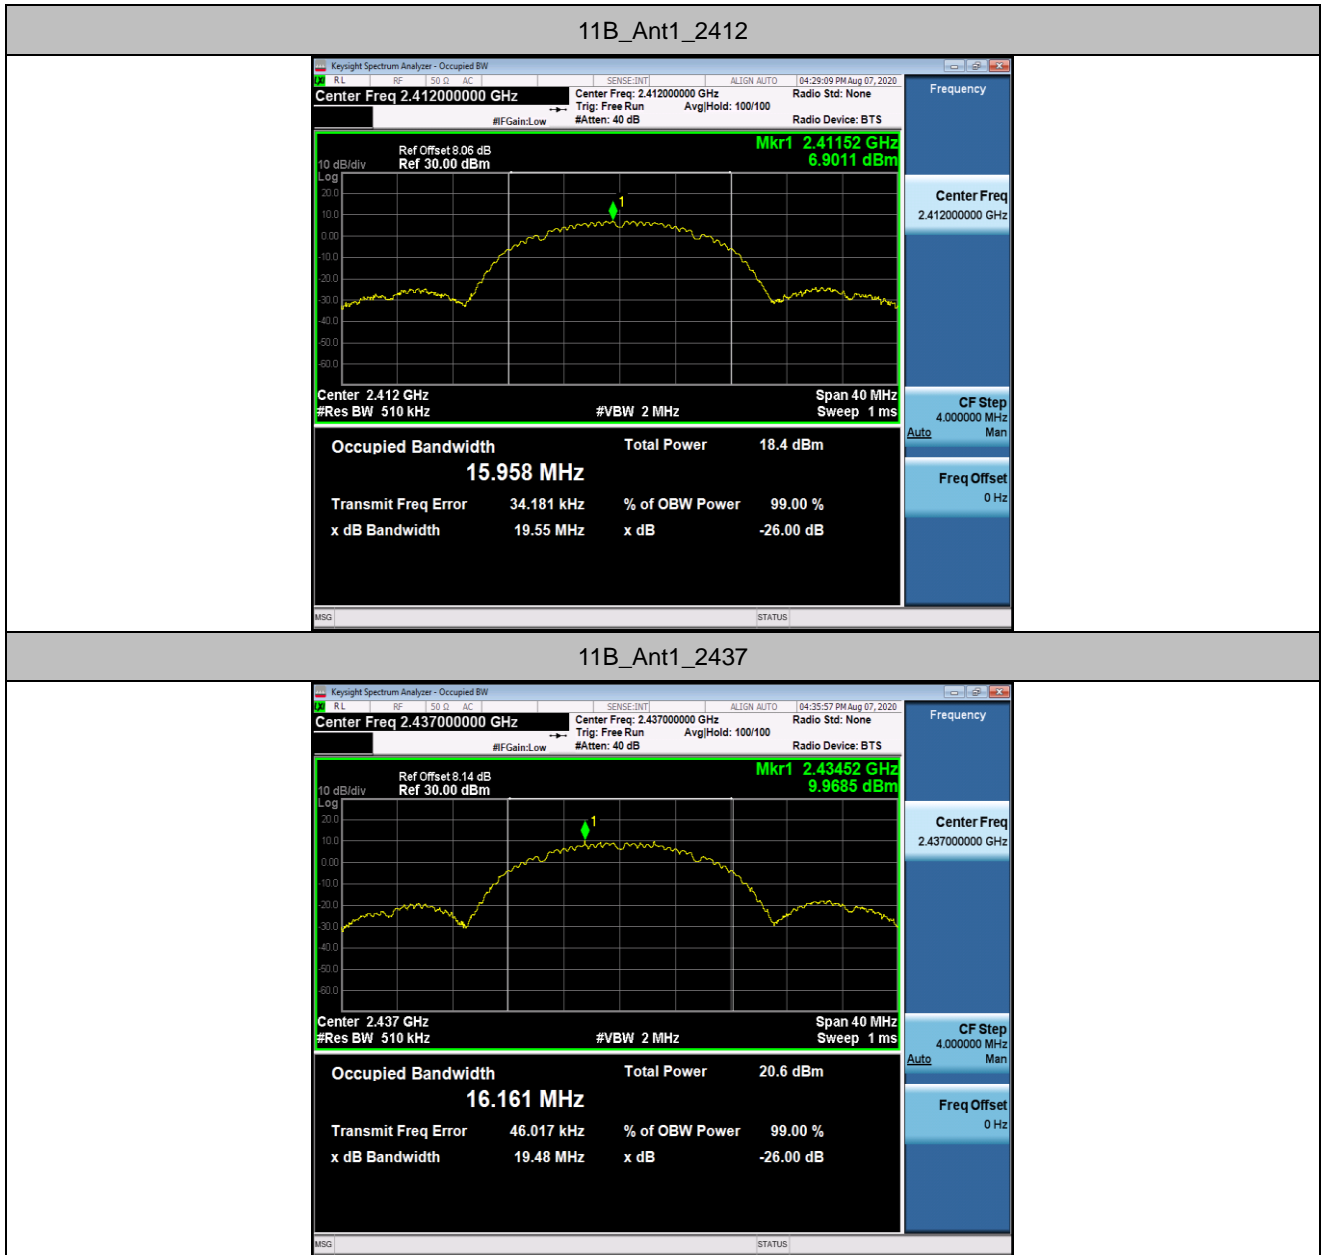 11B_Ant1_2412
Keysight Spectrum Analyzer - Occupied BW
LXI RL RF 50 Ω AC SENSE:INT ALIGN AUTO 04:29:09 PM Aug 07, 2020
Center Freq 2.412000000 GHz Center Freq: 2.412000000 GHz Radio Std: None Frequency
Trig: Free Run Avg|Hold: 100/100
#IFGain:Low #Atten: 40 dB Radio Device: BTS
Mkr1 2.41152 GHz
Ref Offset 8.06 dB 6.9011 dBm
10 dB/div Ref 30.00 dBm
Log
20.0
10.0
0.00
-10.0
-20.0
-30.0
-40.0
-50.0
-60.0
1
Center Freq
2.412000000 GHz
Center 2.412 GHz Span 40 MHz
#Res BW 510 kHz #VBW 2 MHz Sweep 1 ms
CF Step
4.000000 MHz
Auto Man
Occupied Bandwidth Total Power 18.4 dBm
15.958 MHz
Freq Offset
0 Hz
Transmit Freq Error 34.181 kHz % of OBW Power 99.00 %
x dB Bandwidth 19.55 MHz x dB -26.00 dB
MSG STATUS
11B_Ant1_2437
Keysight Spectrum Analyzer - Occupied BW
LXI RL RF 50 Ω AC SENSE:INT ALIGN AUTO 04:35:57 PM Aug 07, 2020
Center Freq 2.437000000 GHz Center Freq: 2.437000000 GHz Radio Std: None Frequency
Trig: Free Run Avg|Hold: 100/100
#IFGain:Low #Atten: 40 dB Radio Device: BTS
Mkr1 2.43452 GHz
Ref Offset 8.14 dB 9.9685 dBm
10 dB/div Ref 30.00 dBm
Log
20.0
10.0
0.00
-10.0
-20.0
-30.0
-40.0
-50.0
-60.0
1
Center Freq
2.437000000 GHz
Center 2.437 GHz Span 40 MHz
#Res BW 510 kHz #VBW 2 MHz Sweep 1 ms
CF Step
4.000000 MHz
Auto Man
Occupied Bandwidth Total Power 20.6 dBm
16.161 MHz
Freq Offset
0 Hz
Transmit Freq Error 46.017 kHz % of OBW Power 99.00 %
x dB Bandwidth 19.48 MHz x dB -26.00 dB
MSG STATUS